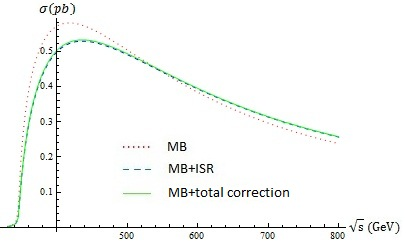 σ(pb)
0.5
0.4
0.3
0.2
0.1
MB
MB+ISR
MB+total correction
500 600 700 800 √s (GeV)